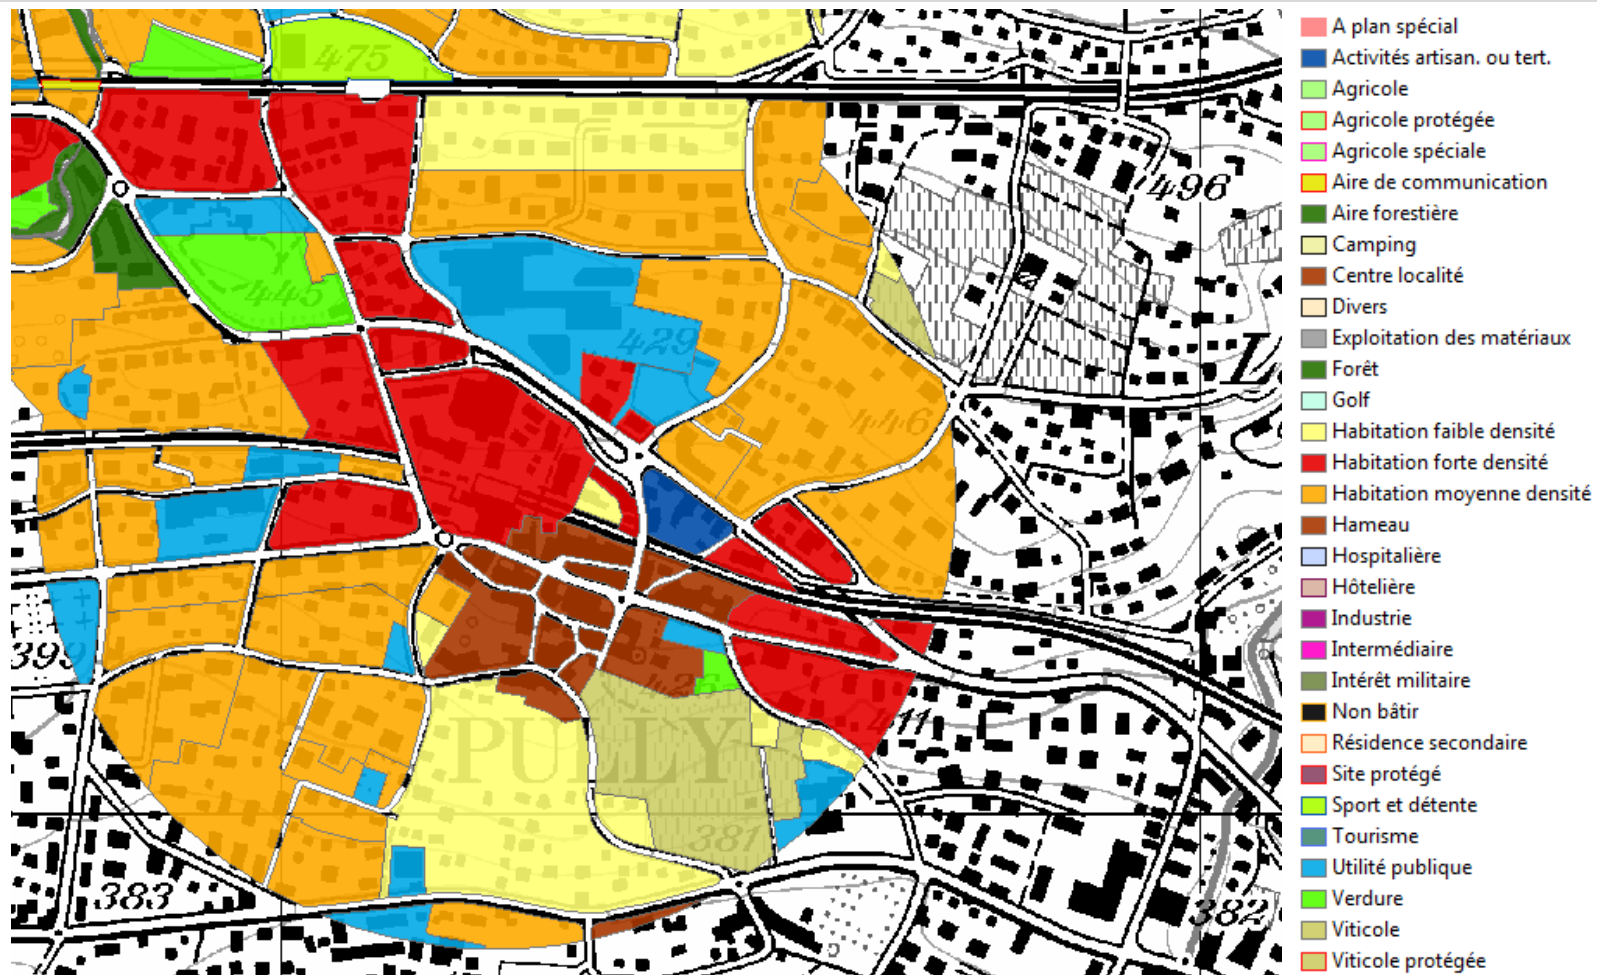 475
496
445
429
446
399
425
411
PULLY
381
383
382
A plan spécial
Activités artisan. ou tert.
Agricole
Agricole protégée
Agricole spéciale
Aire de communication
Aire forestière
Camping
Centre localité
Divers
Exploitation des matériaux
Forêt
Golf
Habitation faible densité
Habitation forte densité
Habitation moyenne densité
Hameau
Hospitalière
Hôtelière
Industrie
Intermédiaire
Intérêt militaire
Non bâtir
Résidence secondaire
Site protégé
Sport et détente
Tourisme
Utilité publique
Verdure
Viticole
Viticole protégée